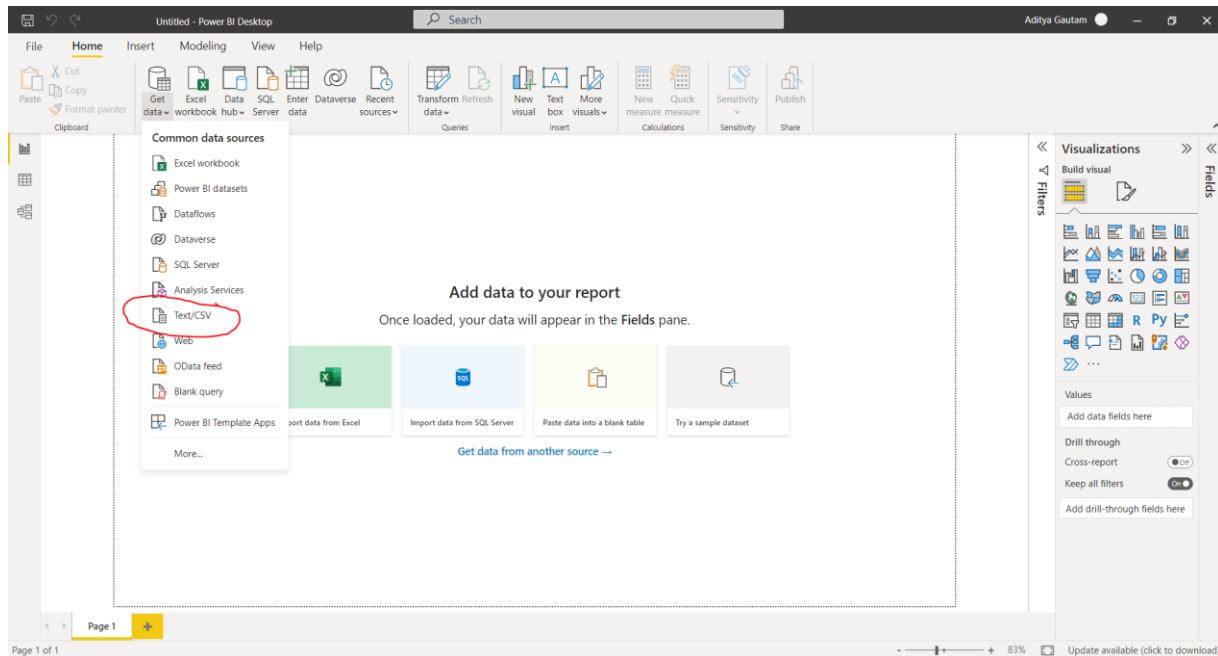 Untitled - Power BI Desktop
Search
Aditya Gautam
File Home Insert Modeling View Help
Paste
Cut
Copy
Format painter
Clipboard
Get data
Excel workbook
Data hub
SQL Server
Enter data
Dataverse
Recent sources
Transform data
Refresh
Queries
New visual
Text box
More visuals
Insert
New measure
Quick measure
Calculations
Sensitivity
Sensitivity
Publish
Share
Common data sources
Excel workbook
Power BI datasets
Dataflows
Dataverse
SQL Server
Analysis Services
Text/CSV
Web
OData feed
Blank query
Power BI Template Apps
More...
Add data to your report
Once loaded, your data will appear in the Fields pane.
SQL
port data from Excel
Import data from SQL Server
Paste data into a blank table
Try a sample dataset
Get data from another source →
Filters
Visualizations
Build visual
Fields
123
R Py
Values
Add data fields here
Drill through
Cross-report
Off
Keep all filters
On
Add drill-through fields here
Page 1
Page 1 of 1
83%
Update available (click to download